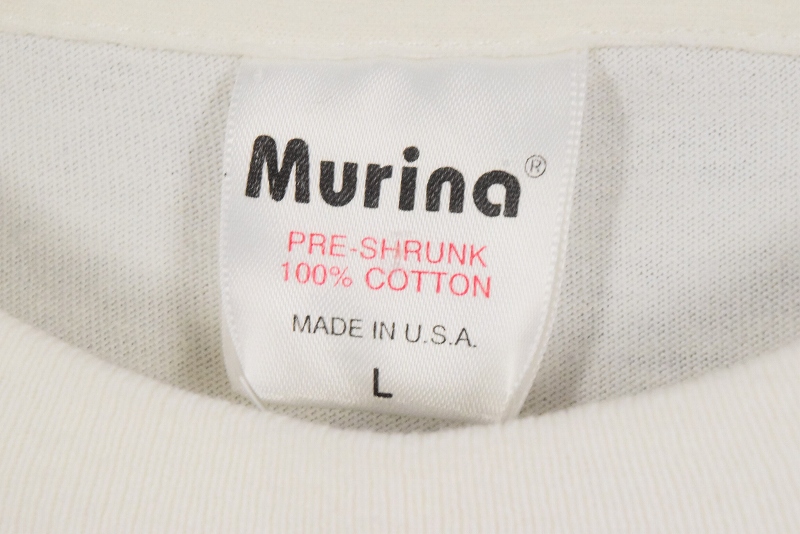 Murina®
PRE-SHRUNK
100% COTTON
MADE IN U.S.A.
L